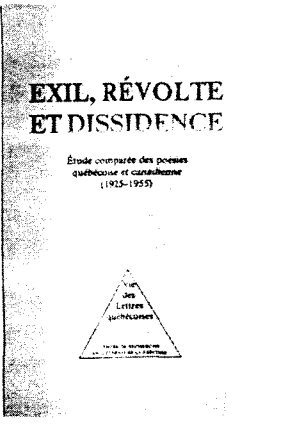 EXIL, RÉVOLTE
ET DISSIDENCE
Étude comparée des poésies
québécoise et canadienne
(1925-1955)
Vie
des
Lettres
québécoises